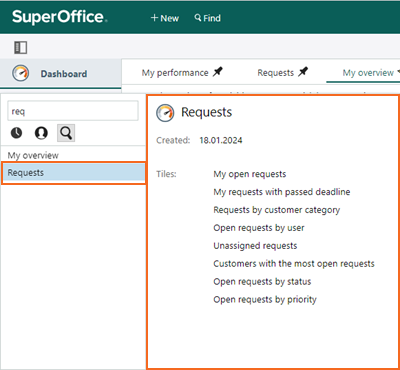 SuperOffice.
+ New
Find
Dashboard
My performance
Requests
My overview
req
My overview
Requests
Requests
Created: 18.01.2024
Tiles: My open requests
My requests with passed deadline
Requests by customer category
Open requests by user
Unassigned requests
Customers with the most open requests
Open requests by status
Open requests by priority